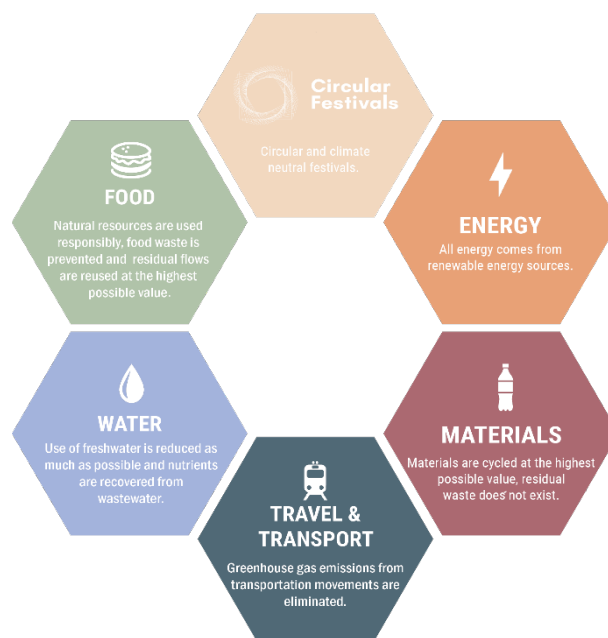 Circular
Festivals
Circular and climate
neutral festivals.
FOOD
Natural resources are used
responsibly, food waste is
prevented and residual flows
are reused at the highest
possible value.
ENERGY
All energy comes from
renewable energy sources.
WATER
Use of freshwater is reduced as
much as possible and nutrients
are recovered from
wastewater.
MATERIALS
Materials are cycled at the highest
possible value, residual
waste does not exist.
TRAVEL &
TRANSPORT
Greenhouse gas emissions from
transportation movements are
eliminated.